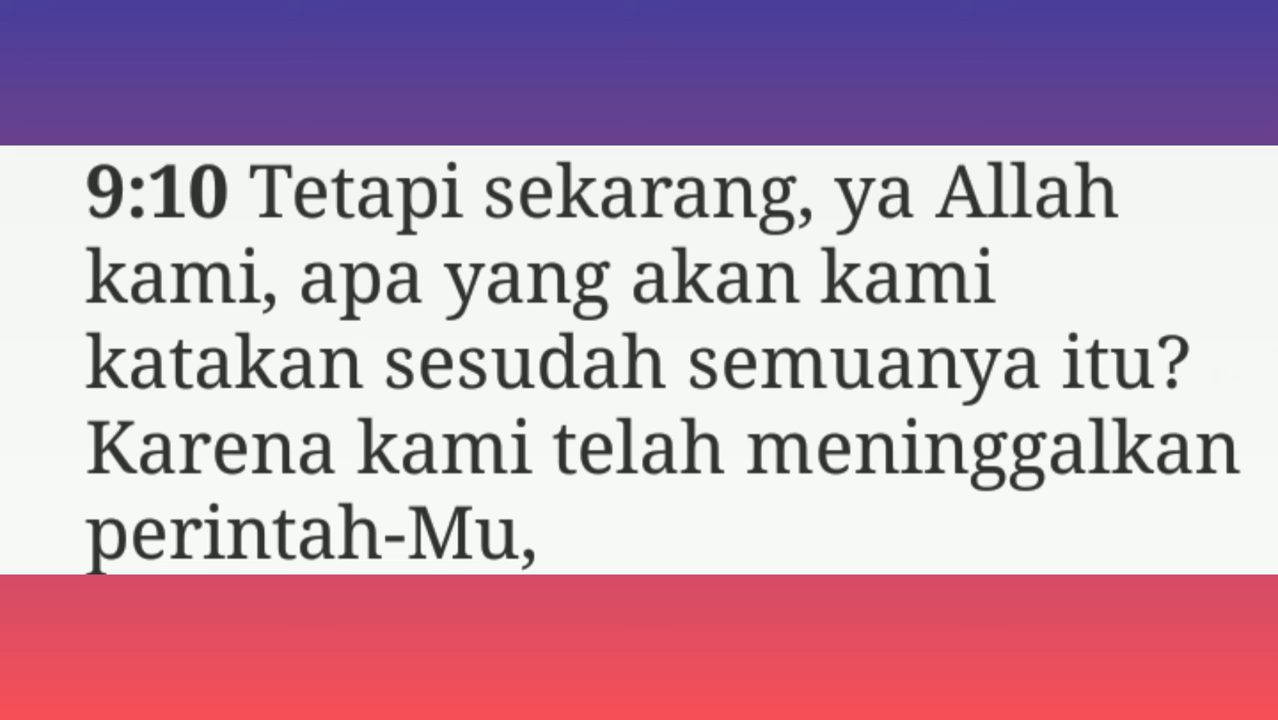 9:10 Tetapi sekarang, ya Allah
kami, apa yang akan kami
katakan sesudah semuanya itu?
Karena kami telah meninggalkan
perintah-Mu,